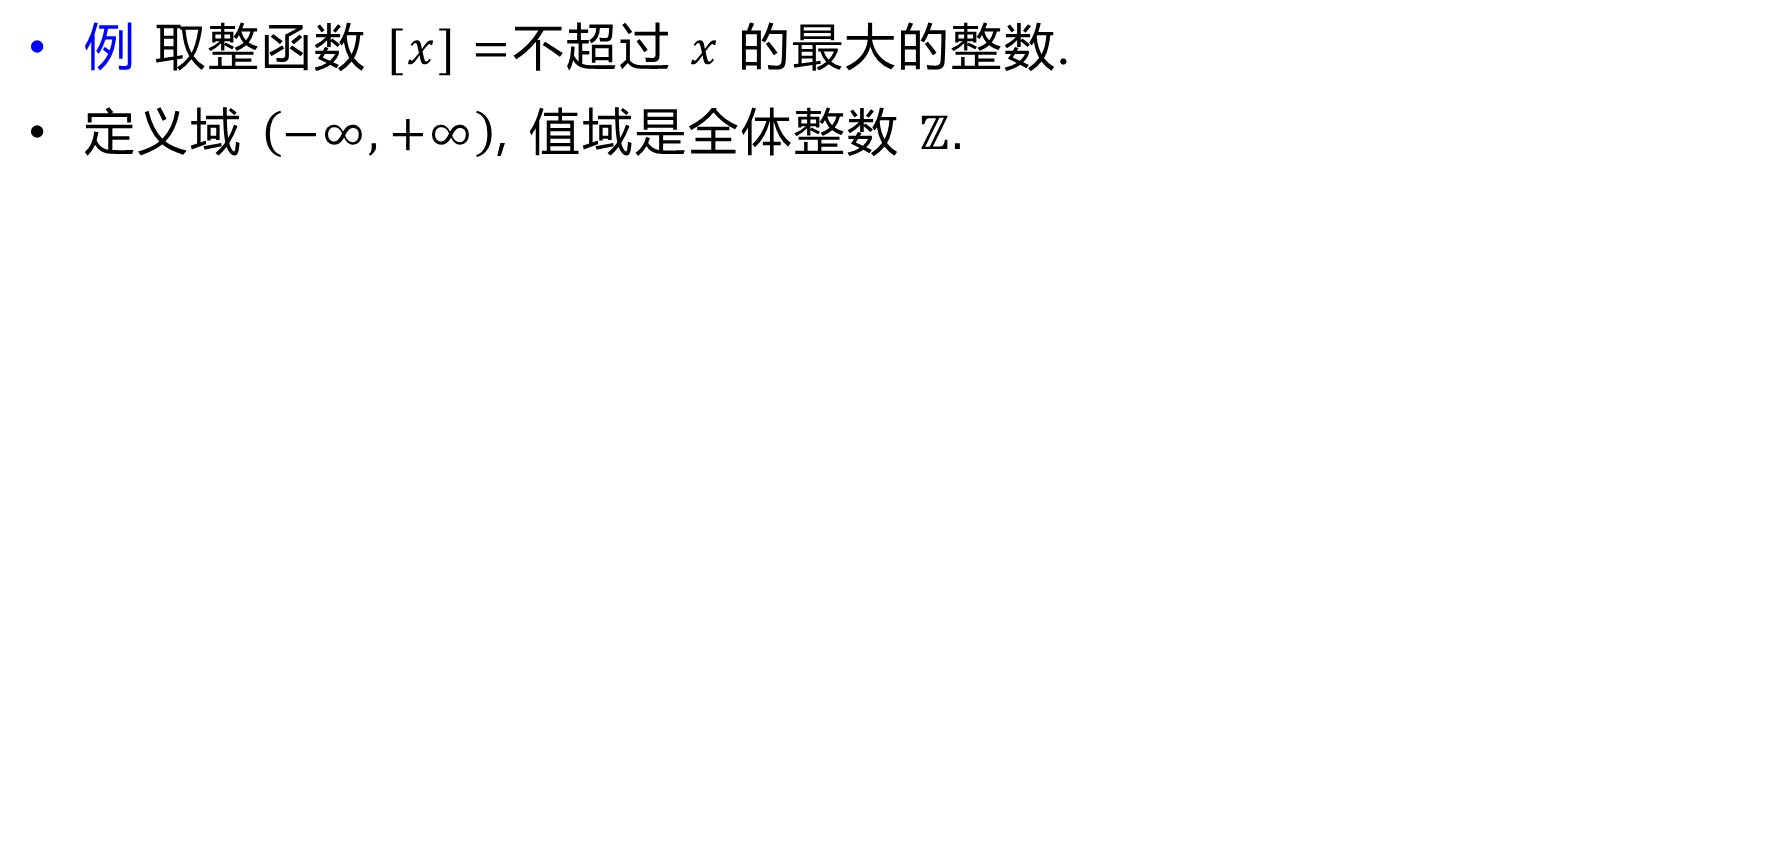 • 例 取整函数 [x] =不超过 x 的最大的整数.
• 定义域 (−∞, +∞), 值域是全体整数 ℤ.